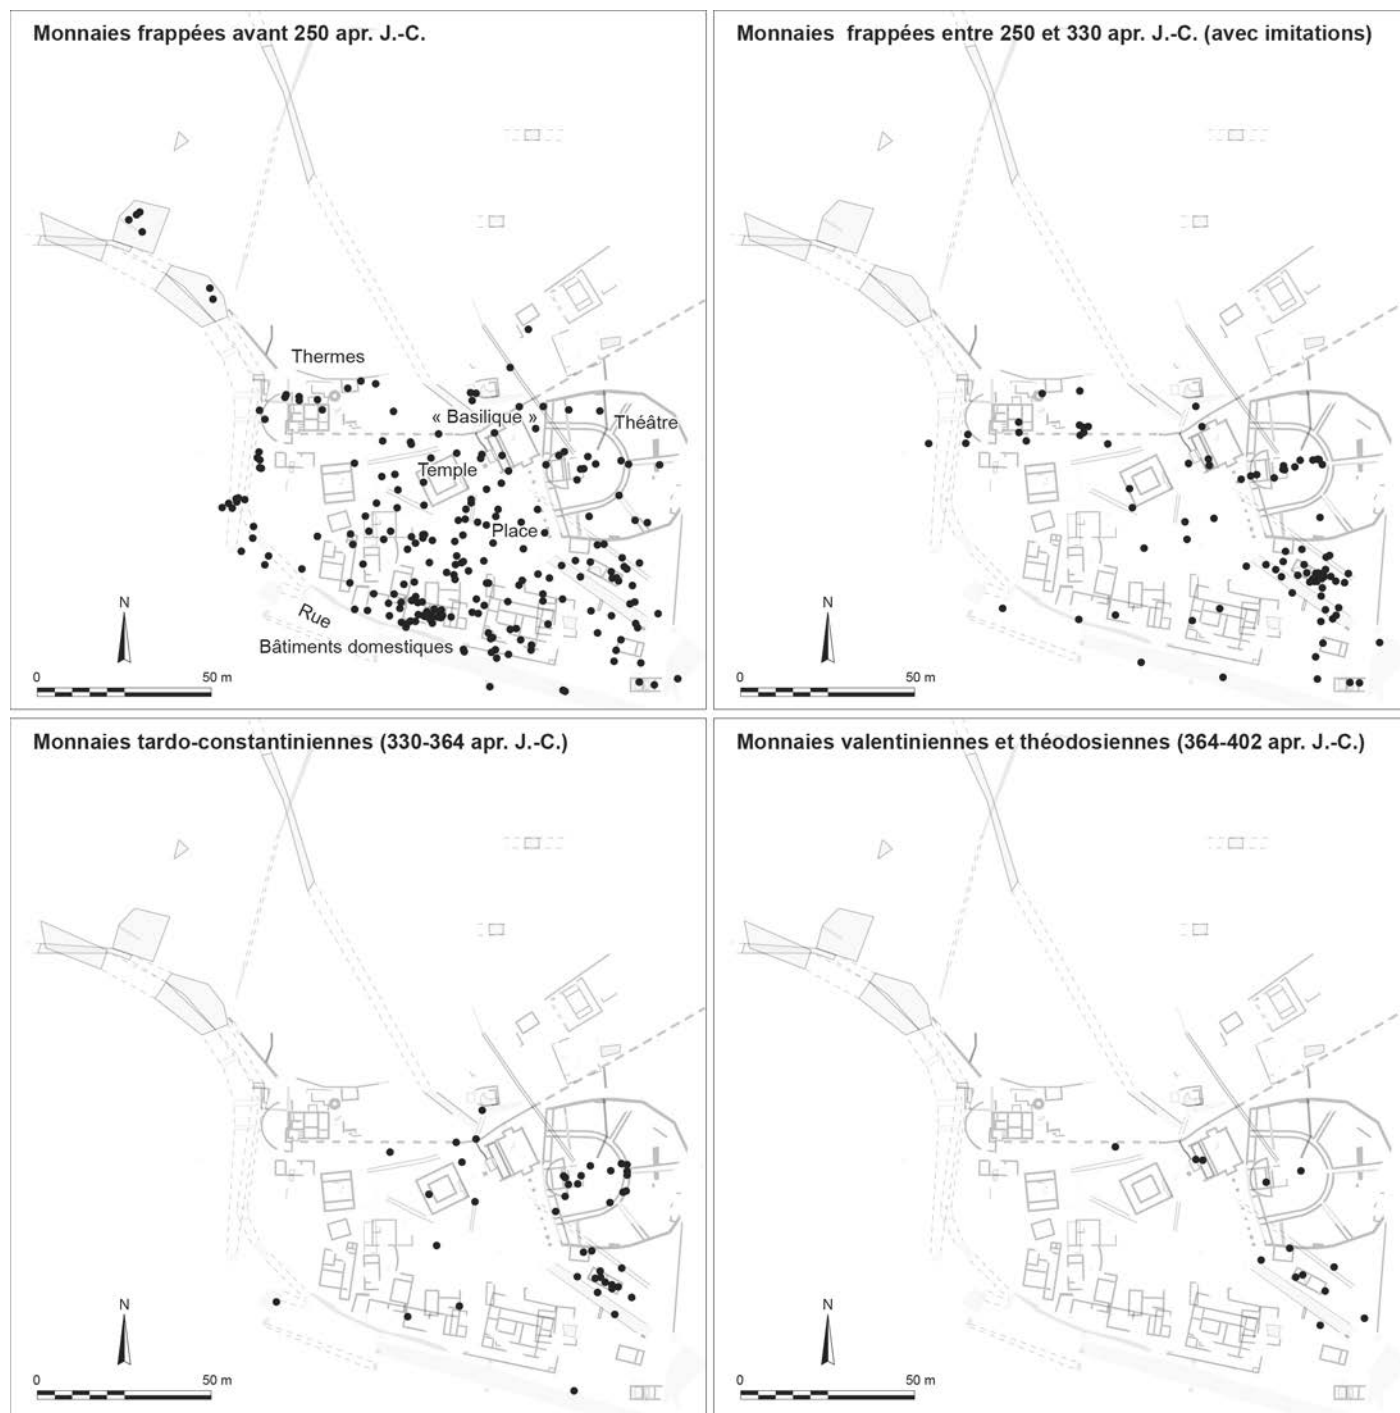 Monnaies frappées avant 250 apr. J.-C.
Thermes
« Basilique »
Théâtre
Temple
Place
Rue
Bâtiments domestiques
N
0 50 m
Monnaies frappées entre 250 et 330 apr. J.-C. (avec imitations)
N
0 50 m
Monnaies tardo-constantiniennes (330-364 apr. J.-C.)
N
0 50 m
Monnaies valentiniennes et théodosiennes (364-402 apr. J.-C.)
N
0 50 m